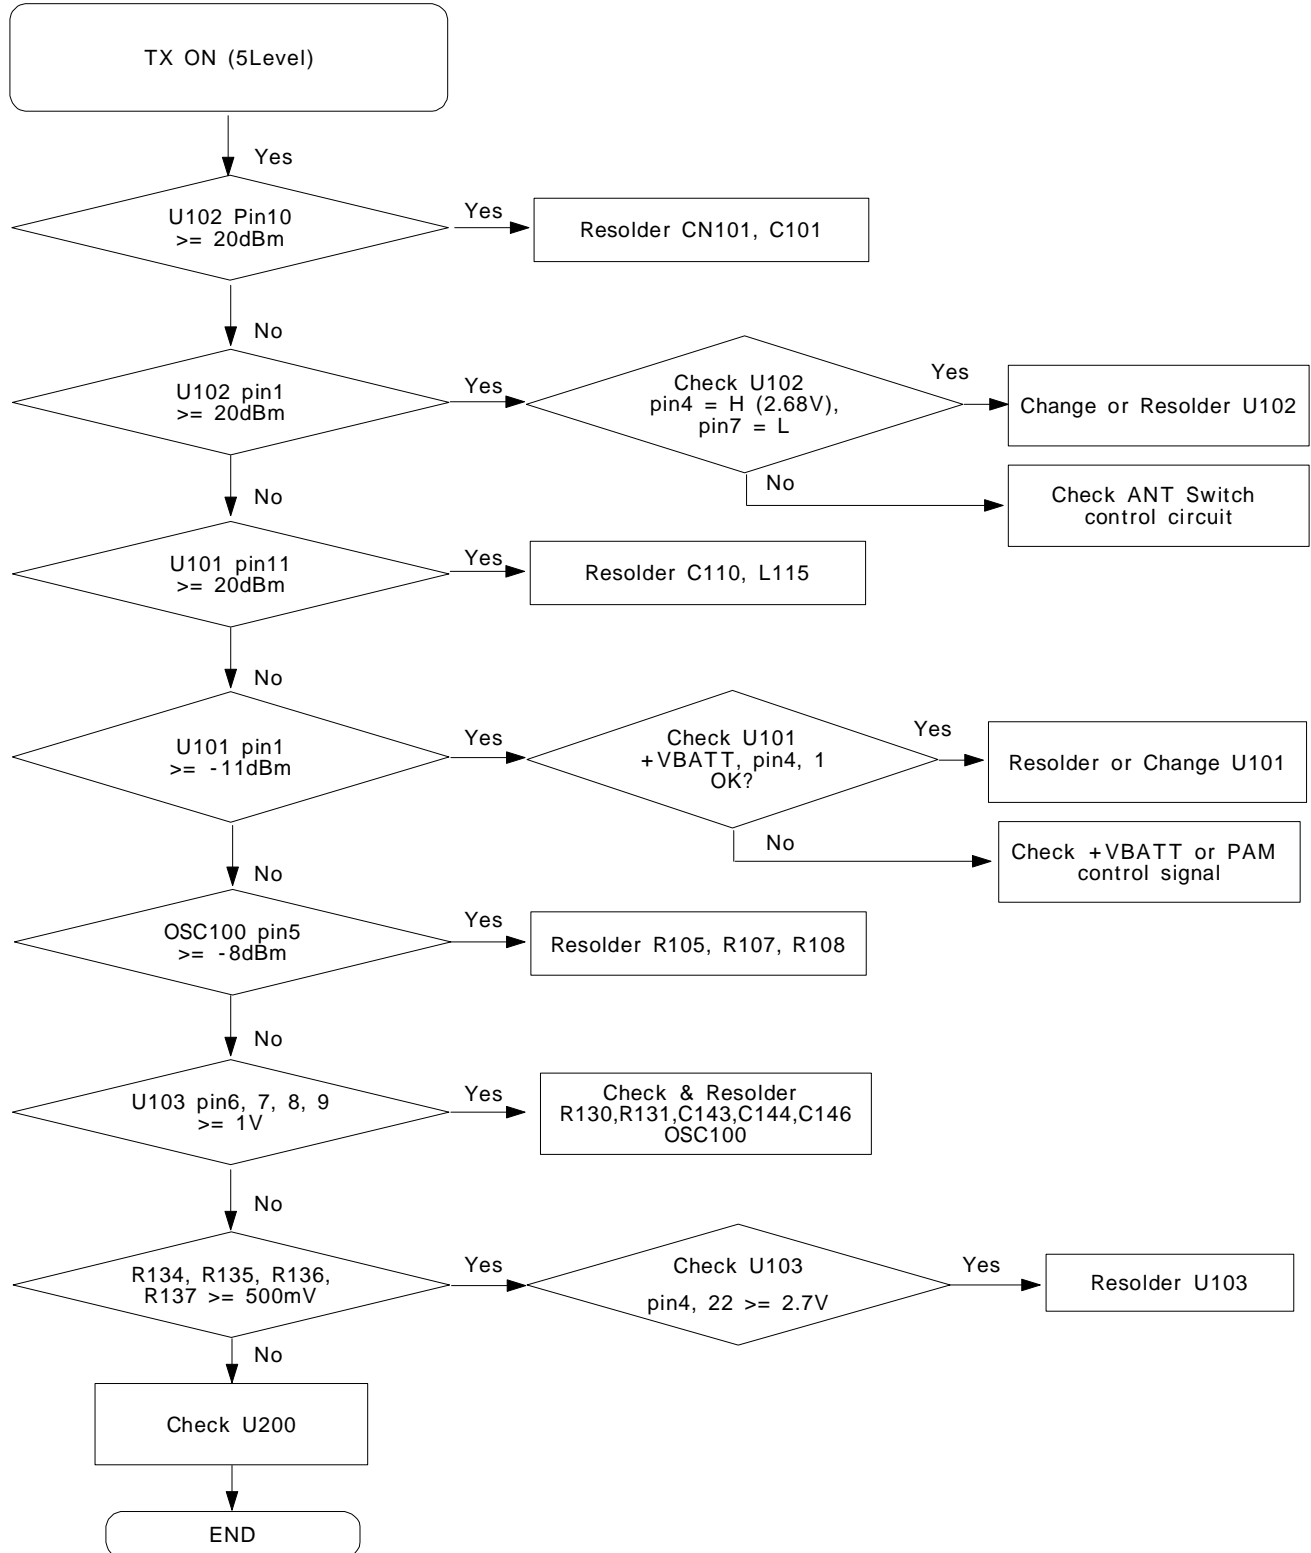 TX ON (5Level)
Yes
U102 Pin10
>= 20dBm
Yes
Resolder CN101, C101
No
U102 pin1
>= 20dBm
Yes
Check U102
pin4 = H (2.68V),
pin7 = L
Yes
Change or Resolder U102
No
Check ANT Switch
control circuit
No
U101 pin11
>= 20dBm
Yes
Resolder C110, L115
No
U101 pin1
>= -11dBm
Yes
Check U101
+VBATT, pin4, 1
OK?
Yes
Resolder or Change U101
No
Check +VBATT or PAM
control signal
No
OSC100 pin5
>= -8dBm
Yes
Resolder R105, R107, R108
No
U103 pin6, 7, 8, 9
>= 1V
Yes
Check & Resolder
R130,R131,C143,C144,C146
OSC100
No
R134, R135, R136,
R137 >= 500mV
Yes
Check U103
pin4, 22 >= 2.7V
Yes
Resolder U103
No
Check U200
END